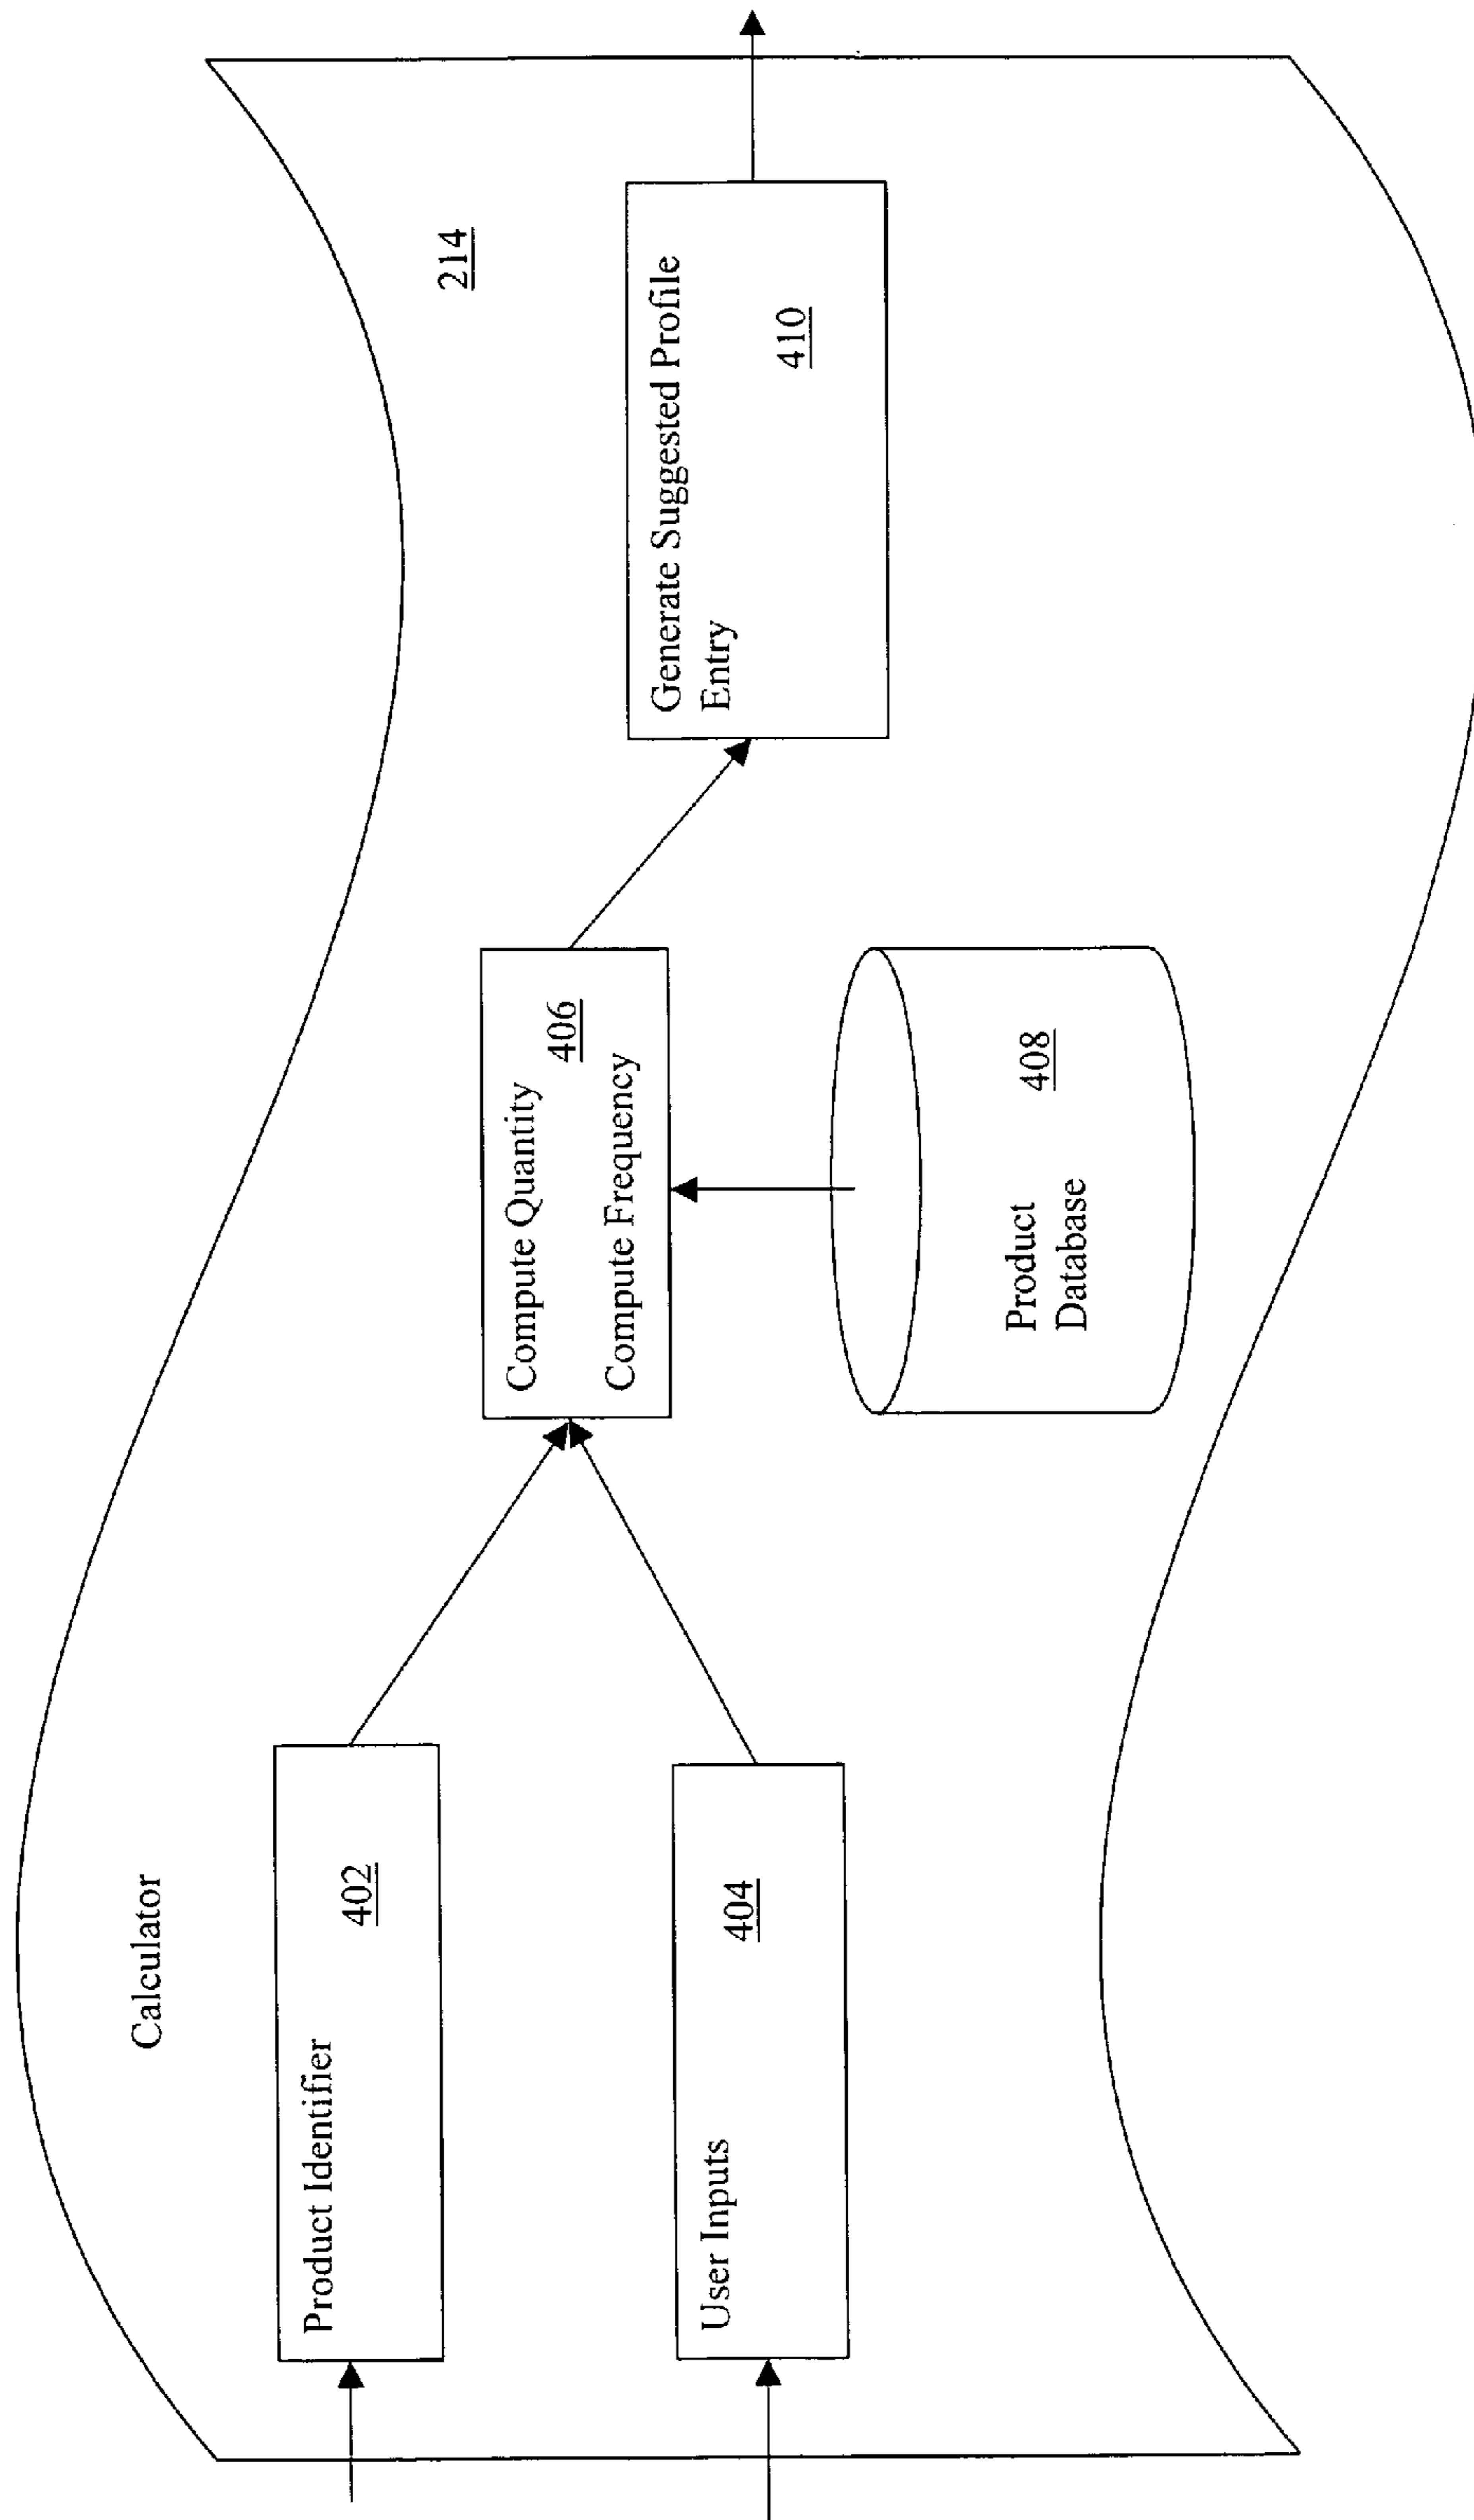 Calculator
214
Product Identifier
402
User Inputs
404
Compute Quantity
406
Compute Frequency
Product
Database
408
Generate Suggested Profile
Entry
410